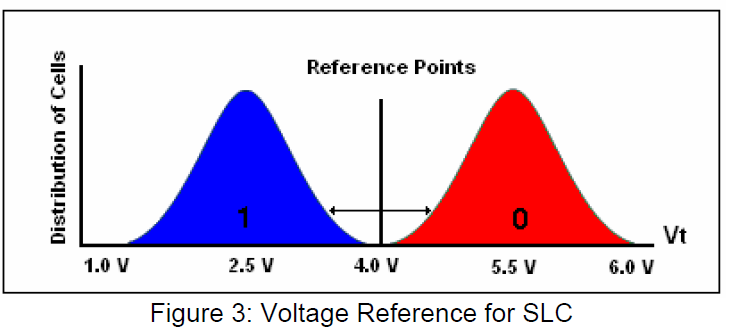 Distribution of Cells
Reference Points
1
0
Vt
1.0 V
2.5 V
4.0 V
5.5 V
6.0 V
Figure 3: Voltage Reference for SLC